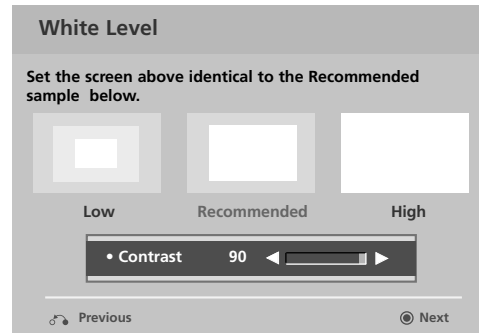 White Level
Set the screen above identical to the Recommended
sample below.
Low Recommended High
• Contrast 90
Previous Next